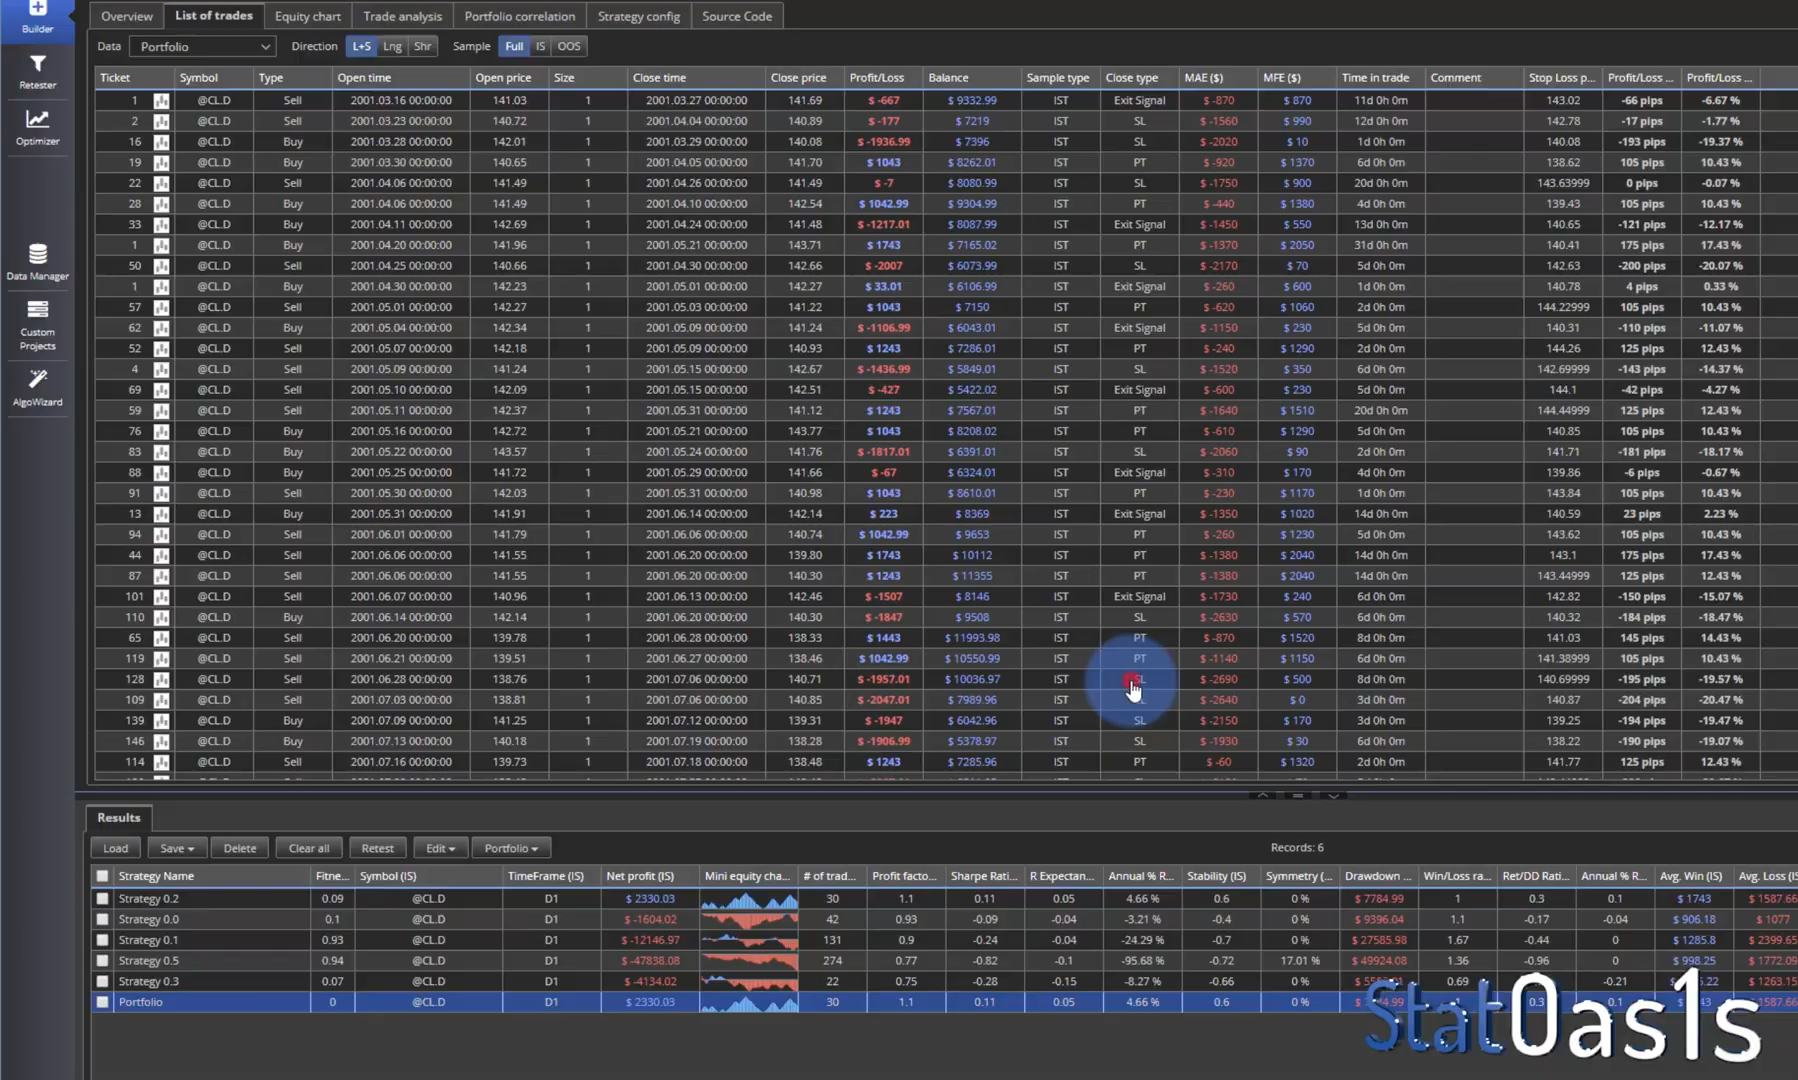 Builder
Retester
Optimizer
Data Manager
Custom
Projects
AlgoWizard
Overview List of trades Equity chart Trade analysis Portfolio correlation Strategy config Source Code
Data Portfolio Direction L+S Lng Shr Sample Full IS OOS
Ticket Symbol Type Open time Open price Size Close time Close price Profit/Loss Balance Sample type Close type MAE ($) MFE ($) Time in trade Comment Stop Loss p... Profit/Loss ... Profit/Loss ...
1 @CL.D Sell 2001.03.16 00:00:00 141.03 1 2001.03.27 00:00:00 141.69 $ -667 $ 9332.99 IST Exit Signal $ -870 $ 870 11d 0h 0m 143.02 -66 pips -6.67 %
2 @CL.D Sell 2001.03.23 00:00:00 140.72 1 2001.04.04 00:00:00 140.89 $ -177 $ 7219 IST SL $ -1560 $ 990 12d 0h 0m 142.78 -17 pips -1.77 %
16 @CL.D Buy 2001.03.28 00:00:00 142.01 1 2001.03.29 00:00:00 140.08 $ -1936.99 $ 7396 IST SL $ -2020 $ 10 1d 0h 0m 140.08 -193 pips -19.37 %
19 @CL.D Buy 2001.03.30 00:00:00 140.65 1 2001.04.05 00:00:00 141.70 $ 1043 $ 8262.01 IST PT $ -920 $ 1370 6d 0h 0m 138.62 105 pips 10.43 %
22 @CL.D Sell 2001.04.06 00:00:00 141.49 1 2001.04.26 00:00:00 141.49 $ -7 $ 8080.99 IST SL $ -1750 $ 900 20d 0h 0m 143.63999 0 pips -0.07 %
28 @CL.D Buy 2001.04.06 00:00:00 141.49 1 2001.04.10 00:00:00 142.54 $ 1042.99 $ 9304.99 IST PT $ -440 $ 1380 4d 0h 0m 139.43 105 pips 10.43 %
33 @CL.D Buy 2001.04.11 00:00:00 142.69 1 2001.04.24 00:00:00 141.48 $ -1217.01 $ 8087.99 IST Exit Signal $ -1450 $ 550 13d 0h 0m 140.65 -121 pips -12.17 %
1 @CL.D Buy 2001.04.20 00:00:00 141.96 1 2001.05.21 00:00:00 143.71 $ 1743 $ 7165.02 IST PT $ -1370 $ 2050 31d 0h 0m 140.41 175 pips 17.43 %
50 @CL.D Sell 2001.04.25 00:00:00 140.66 1 2001.04.30 00:00:00 142.66 $ -2007 $ 6073.99 IST SL $ -2170 $ 70 5d 0h 0m 142.63 -200 pips -20.07 %
1 @CL.D Buy 2001.04.30 00:00:00 142.23 1 2001.05.01 00:00:00 142.27 $ 33.01 $ 6106.99 IST Exit Signal $ -260 $ 600 1d 0h 0m 140.78 4 pips 0.33 %
57 @CL.D Sell 2001.05.01 00:00:00 142.27 1 2001.05.03 00:00:00 141.22 $ 1043 $ 7150 IST PT $ -620 $ 1060 2d 0h 0m 144.22999 105 pips 10.43 %
62 @CL.D Buy 2001.05.04 00:00:00 142.34 1 2001.05.09 00:00:00 141.24 $ -1106.99 $ 6043.01 IST Exit Signal $ -1150 $ 230 5d 0h 0m 140.31 -110 pips -11.07 %
52 @CL.D Sell 2001.05.07 00:00:00 142.18 1 2001.05.09 00:00:00 140.93 $ 1243 $ 7286.01 IST PT $ -240 $ 1290 2d 0h 0m 144.26 125 pips 12.43 %
4 @CL.D Sell 2001.05.09 00:00:00 141.24 1 2001.05.15 00:00:00 142.67 $ -1436.99 $ 5849.01 IST SL $ -1520 $ 350 6d 0h 0m 142.69999 -143 pips -14.37 %
69 @CL.D Sell 2001.05.10 00:00:00 142.09 1 2001.05.15 00:00:00 142.51 $ -427 $ 5422.02 IST Exit Signal $ -600 $ 230 5d 0h 0m 144.1 -42 pips -4.27 %
59 @CL.D Sell 2001.05.11 00:00:00 142.37 1 2001.05.31 00:00:00 141.12 $ 1243 $ 7567.01 IST PT $ -1640 $ 1510 20d 0h 0m 144.44999 125 pips 12.43 %
76 @CL.D Buy 2001.05.16 00:00:00 142.72 1 2001.05.21 00:00:00 143.77 $ 1043 $ 8208.02 IST PT $ -610 $ 1290 5d 0h 0m 140.85 105 pips 10.43 %
83 @CL.D Buy 2001.05.22 00:00:00 143.57 1 2001.05.24 00:00:00 141.76 $ -1817.01 $ 6391.01 IST SL $ -2060 $ 90 2d 0h 0m 141.71 -181 pips -18.17 %
88 @CL.D Buy 2001.05.25 00:00:00 141.72 1 2001.05.29 00:00:00 141.66 $ -67 $ 6324.01 IST Exit Signal $ -310 $ 170 4d 0h 0m 139.86 -6 pips -0.67 %
91 @CL.D Sell 2001.05.30 00:00:00 142.03 1 2001.05.31 00:00:00 140.98 $ 1043 $ 8610.01 IST PT $ -230 $ 1170 1d 0h 0m 143.84 105 pips 10.43 %
13 @CL.D Buy 2001.05.31 00:00:00 141.91 1 2001.06.14 00:00:00 142.14 $ 223 $ 8369 IST Exit Signal $ -1350 $ 1020 14d 0h 0m 140.59 23 pips 2.23 %
94 @CL.D Sell 2001.06.01 00:00:00 141.79 1 2001.06.06 00:00:00 140.74 $ 1042.99 $ 9653 IST PT $ -260 $ 1230 5d 0h 0m 143.62 105 pips 10.43 %
44 @CL.D Sell 2001.06.06 00:00:00 141.55 1 2001.06.20 00:00:00 139.80 $ 1743 $ 10112 IST PT $ -1380 $ 2040 14d 0h 0m 143.1 175 pips 17.43 %
87 @CL.D Sell 2001.06.06 00:00:00 141.55 1 2001.06.20 00:00:00 140.30 $ 1243 $ 11355 IST PT $ -1380 $ 2040 14d 0h 0m 143.44999 125 pips 12.43 %
101 @CL.D Sell 2001.06.07 00:00:00 140.96 1 2001.06.13 00:00:00 142.46 $ -1507 $ 8146 IST Exit Signal $ -1730 $ 240 6d 0h 0m 142.82 -150 pips -15.07 %
110 @CL.D Buy 2001.06.14 00:00:00 142.14 1 2001.06.20 00:00:00 140.30 $ -1847 $ 9508 IST SL $ -2630 $ 570 6d 0h 0m 140.32 -184 pips -18.47 %
65 @CL.D Sell 2001.06.20 00:00:00 139.78 1 2001.06.28 00:00:00 138.33 $ 1443 $ 11993.98 IST PT $ -870 $ 1520 8d 0h 0m 141.03 145 pips 14.43 %
119 @CL.D Sell 2001.06.21 00:00:00 139.51 1 2001.06.27 00:00:00 138.46 $ 1042.99 $ 10550.99 IST PT $ -1140 $ 1150 6d 0h 0m 141.38999 105 pips 10.43 %
128 @CL.D Sell 2001.06.28 00:00:00 138.76 1 2001.07.06 00:00:00 140.71 $ -1957.01 $ 10036.97 IST SL $ -2690 $ 500 8d 0h 0m 140.69999 -195 pips -19.57 %
109 @CL.D Sell 2001.07.03 00:00:00 138.81 1 2001.07.06 00:00:00 140.85 $ -2047.01 $ 7989.96 IST $ -2640 $ 0 3d 0h 0m 140.87 -204 pips -20.47 %
139 @CL.D Buy 2001.07.09 00:00:00 141.25 1 2001.07.12 00:00:00 139.31 $ -1947 $ 6042.96 IST SL $ -2150 $ 170 3d 0h 0m 139.25 -194 pips -19.47 %
146 @CL.D Buy 2001.07.13 00:00:00 140.18 1 2001.07.19 00:00:00 138.28 $ -1906.99 $ 5378.97 IST SL $ -1930 $ 30 6d 0h 0m 138.22 -190 pips -19.07 %
114 @CL.D Sell 2001.07.16 00:00:00 139.73 1 2001.07.18 00:00:00 138.48 $ 1243 $ 7285.96 IST PT $ -60 $ 1320 2d 0h 0m 141.77 125 pips 12.43 %
Results
Load Save Delete Clear all Retest Edit Portfolio Records: 6
Strategy Name Fitne... Symbol (IS) TimeFrame (IS) Net profit (IS) Mini equity cha... # of trad... Profit facto... Sharpe Rati... R Expectan... Annual % R... Stability (IS) Symmetry (... Drawdown ... Win/Loss ra... Ret/DD Rati... Annual % R... Avg. Win (IS) Avg. Loss (I
Strategy 0.2 0.09 @CL.D D1 $ 2330.03 30 1.1 0.11 0.05 4.66 % 0.6 0 % $ 7784.99 1 0.3 0.1 $ 1743 $ 1587.66
Strategy 0.0 0.1 @CL.D D1 $ -1604.02 42 0.93 -0.09 -0.04 -3.21 % -0.4 0 % $ 9396.04 1.1 -0.17 -0.04 $ 906.18 $ 1077
Strategy 0.1 0.93 @CL.D D1 $ -12146.97 131 0.9 -0.24 -0.04 -24.29 % -0.7 0 % $ 27585.98 1.67 -0.44 0 $ 1285.8 $ 2399.65
Strategy 0.5 0.94 @CL.D D1 $ -47838.08 274 0.77 -0.82 -0.1 -95.68 % -0.72 17.01 % $ 49924.08 1.36 -0.96 0 $ 998.25 $ 1772.09
Strategy 0.3 0.07 @CL.D D1 $ -4134.02 22 0.75 -0.28 -0.15 -8.27 % -0.66 0 % 0.69 -0.21 $ 1263.15
Portfolio 0 @CL.D D1 $ 2330.03 30 1.1 0.11 0.05 4.66 % 0.6 0 % 0.1 $ 1587.66
StatOas1s